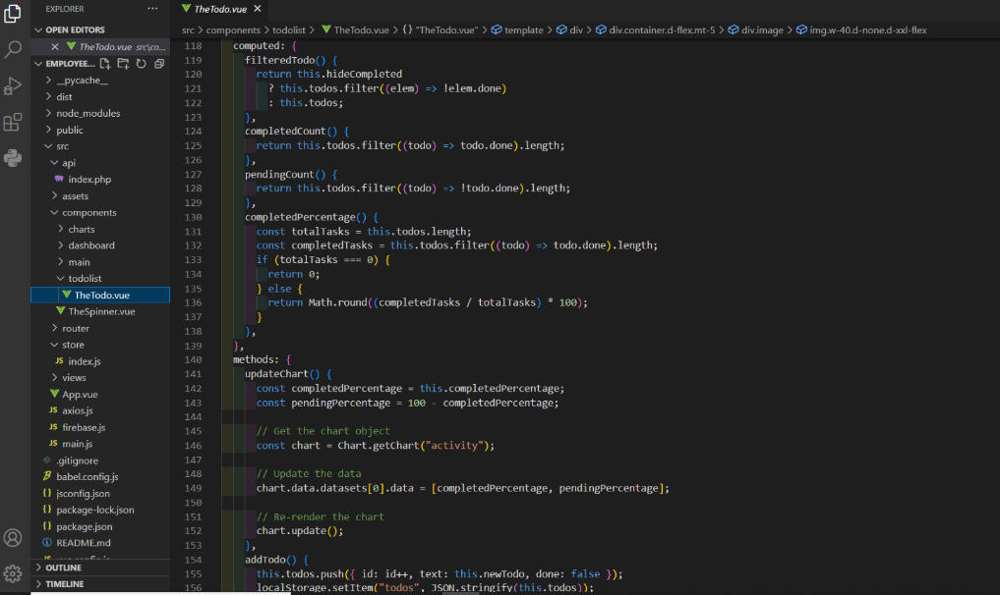 EXPLORER
···
TheTodo.vue ×
OPEN EDITORS
× TheTodo.vue src\co...
EMPLOYEE...
__pycache__
dist
node_modules
public
src
api
index.php
assets
components
charts
dashboard
main
todolist
TheTodo.vue
TheSpinner.vue
router
store
JS index.js
views
App.vue
JS axios.js
JS firebase.js
JS main.js
.gitignore
babel.config.js
{} jsconfig.json
{} package-lock.json
{} package.json
README.md
OUTLINE
TIMELINE
src > components > todolist > TheTodo.vue > {} "TheTodo.vue" > template > div > div.container.d-flex.mt-5 > div.image > img.w-40.d-none.d-xxl-flex
118 computed: {
119 filteredTodo() {
120 return this.hideCompleted
121 ? this.todos.filter((elem) => !elem.done)
122 : this.todos;
123 },
124 completedCount() {
125 return this.todos.filter((todo) => todo.done).length;
126 },
127 pendingCount() {
128 return this.todos.filter((todo) => !todo.done).length;
129 },
130 completedPercentage() {
131 const totalTasks = this.todos.length;
132 const completedTasks = this.todos.filter((todo) => todo.done).length;
133 if (totalTasks === 0) {
134 return 0;
135 } else {
136 return Math.round((completedTasks / totalTasks) * 100);
137 }
138 },
139 },
140 methods: {
141 updateChart() {
142 const completedPercentage = this.completedPercentage;
143 const pendingPercentage = 100 - completedPercentage;
144
145 // Get the chart object
146 const chart = Chart.getChart("activity");
147
148 // Update the data
149 chart.data.datasets[0].data = [completedPercentage, pendingPercentage];
150
151 // Re-render the chart
152 chart.update();
153 },
154 addTodo() {
155 this.todos.push({ id: id++, text: this.newTodo, done: false });
156 localStorage.setItem("todos", JSON.stringify(this.todos));